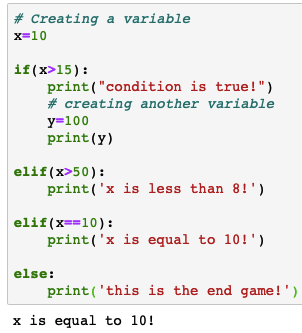 # Creating a variable
x=10
if(x>15):
    print("condition is true!")
    # creating another variable
    y=100
    print(y)
elif(x>50):
    print('x is less than 8!')
elif(x==10):
    print('x is equal to 10!')
else:
    print('this is the end game!')
x is equal to 10!